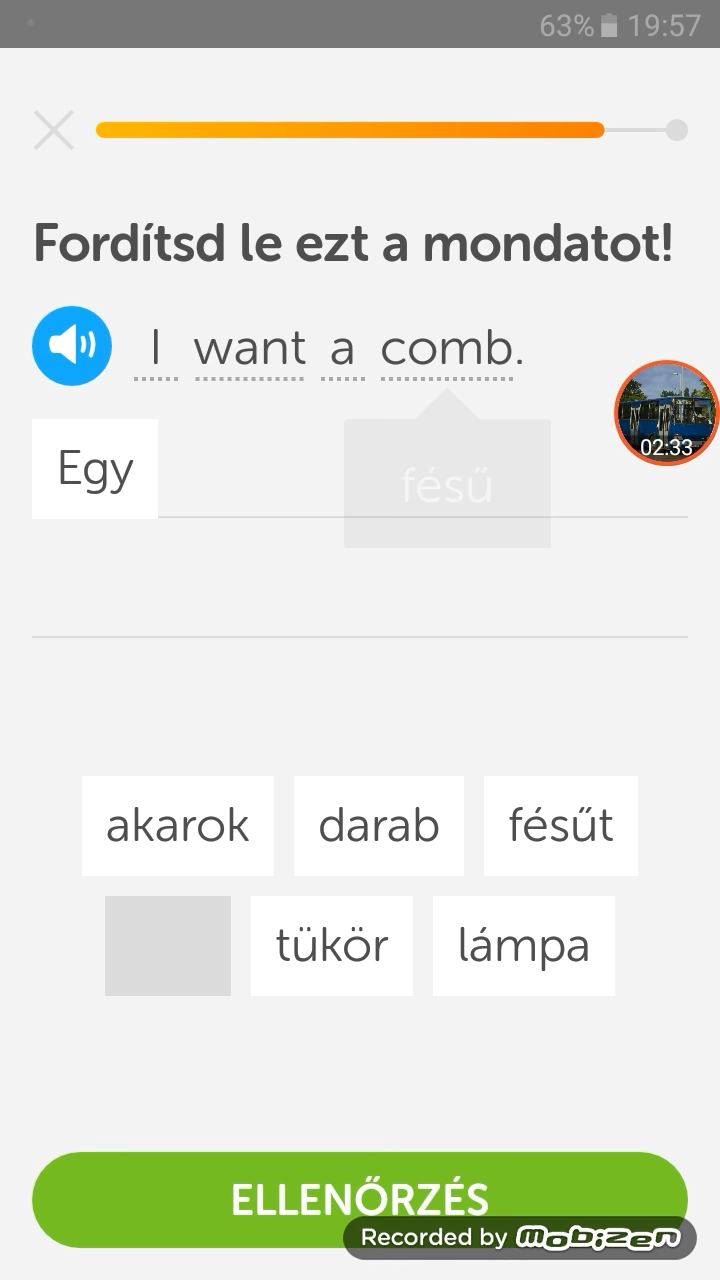 63% 19:57
Fordítsd le ezt a mondatot!
I want a comb.
02:33
Egy
fésű
akarok darab fésűt
tükör lámpa
ELLENŐRZÉS
Recorded by mobizen